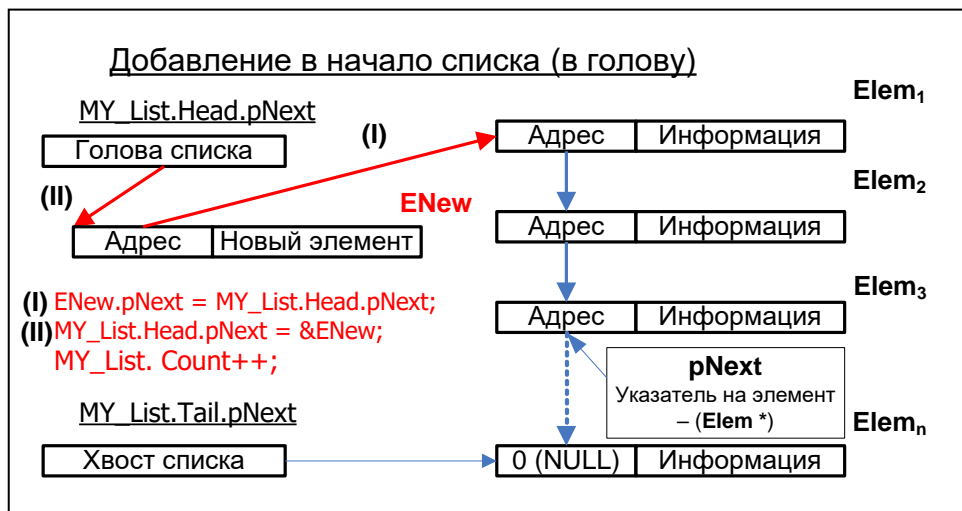 Добавление в начало списка (в голову)
MY_List.Head.pNext
Голова списка
(I)
(II)
ENew
Адрес Новый элемент
Elem1
Адрес Информация
Elem2
Адрес Информация
Elem3
Адрес Информация
(I) ENew.pNext = MY_List.Head.pNext;
(II) MY_List.Head.pNext = &ENew;
MY_List. Count++;
pNext
Указатель на элемент
– (Elem *)
MY_List.Tail.pNext
Хвост списка
Elemn
0 (NULL) Информация